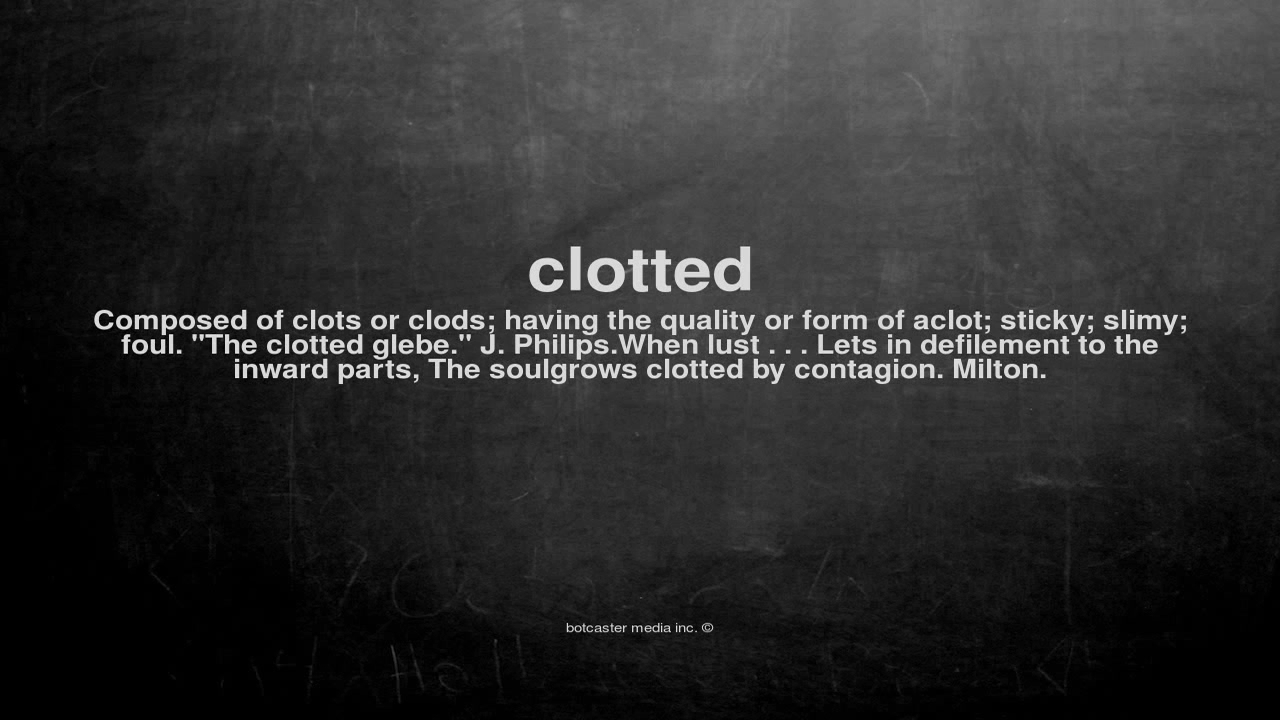 clotted
Composed of clots or clods; having the quality or form of aclot; sticky; slimy;
foul. "The clotted glebe." J. Philips.When lust . . . Lets in defilement to the
inward parts, The soulgrows clotted by contagion. Milton.
botcaster media inc. ©